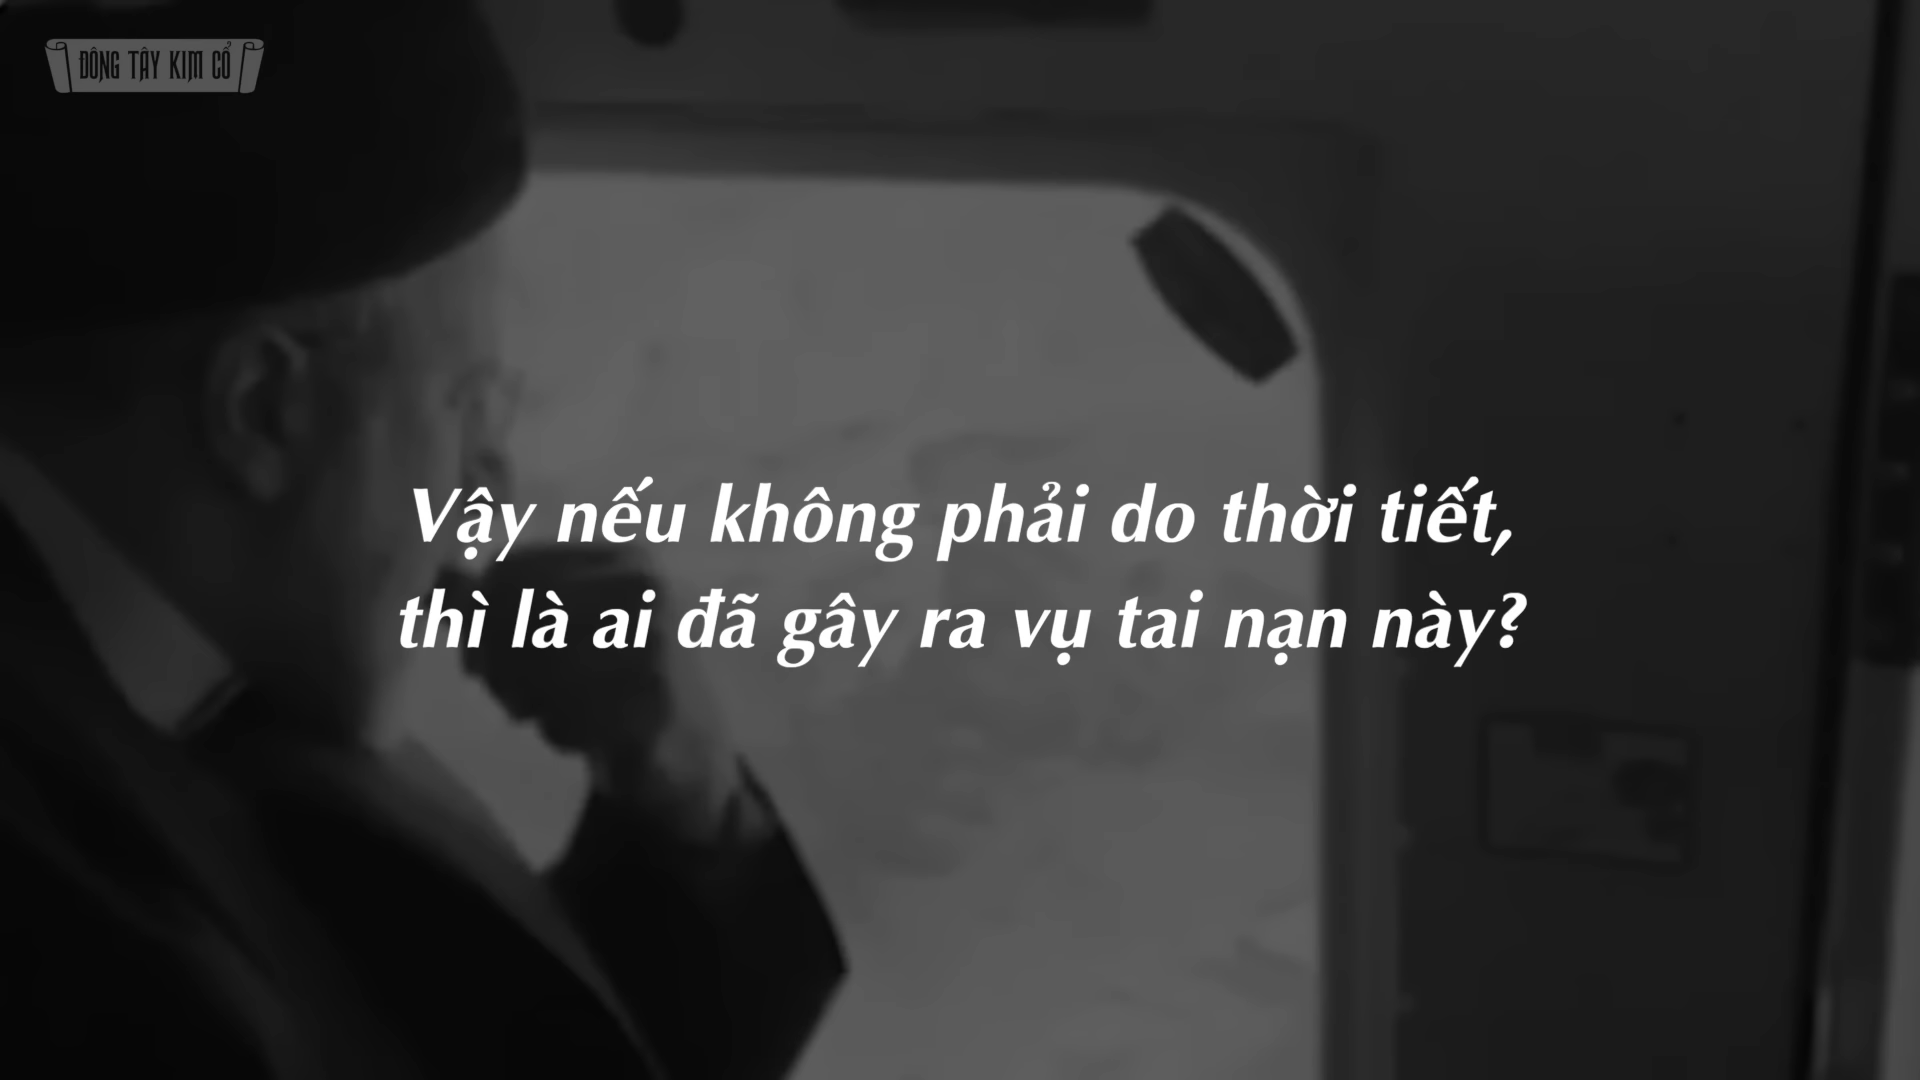 ĐÔNG TÂY KIM CỔ
Vậy nếu không phải do thời tiết,
thì là ai đã gây ra vụ tai nạn này?